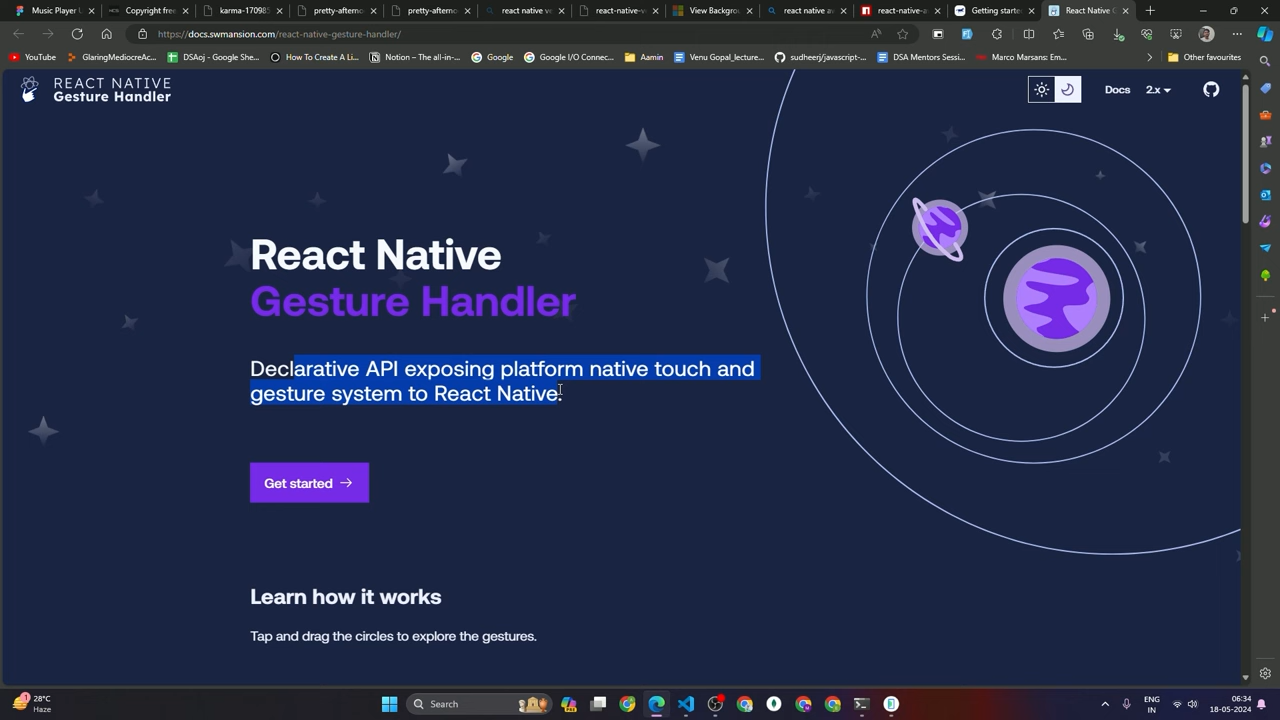 Music Player U
Copyright free
karma-170985
pretty-afterno
pretty-afterno
react native ve
react-native-v
View Backgrou
react native av
react-native-a
Getting starte
React Native G
https://docs.swmansion.com/react-native-gesture-handler/
YouTube
GlaringMediocreAc...
DSAoj - Google She...
How To Create A Li...
Notion – The all-in-...
Google
Google I/O Connec...
Aamin
Venu Gopal_lecture...
sudheerj/javascript-...
DSA Mentors Sessi...
Marco Marsans: Em...
Other favourites
REACT NATIVE
Gesture Handler
Docs
2.x
React Native
Gesture Handler
Declarative API exposing platform native touch and
gesture system to React Native.
Get started
Learn how it works
Tap and drag the circles to explore the gestures.
28°C
Haze
Search
ENG
IN
06:34
18-05-2024